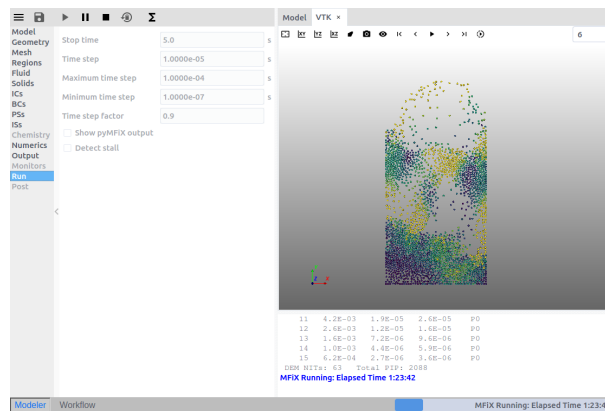 Model
Geometry
Mesh
Regions
Fluid
Solids
ICs
BCs
PSs
ISs
Chemistry
Numerics
Output
Monitors
Run
Post
Σ
Stop time 5.0 s
Time step 1.0000e-05 s
Maximum time step 1.0000e-04 s
Minimum time step 1.0000e-07 s
Time step factor 0.9
Show pyMFIX output
Detect stall
Model VTK ×
XY YZ XZ 6
11 4.2E-03 1.9E-05 2.6E-05 P0
12 2.6E-03 1.2E-05 1.6E-05 P0
13 1.6E-03 7.2E-06 9.6E-06 P0
14 1.0E-03 4.4E-06 5.9E-06 P0
15 6.2E-04 2.7E-06 3.6E-06 P0
DEM NITs: 63 Total PIP: 2088
MFiX Running: Elapsed Time 1:23:42
Modeler Workflow MFiX Running: Elapsed Time 1:23:4